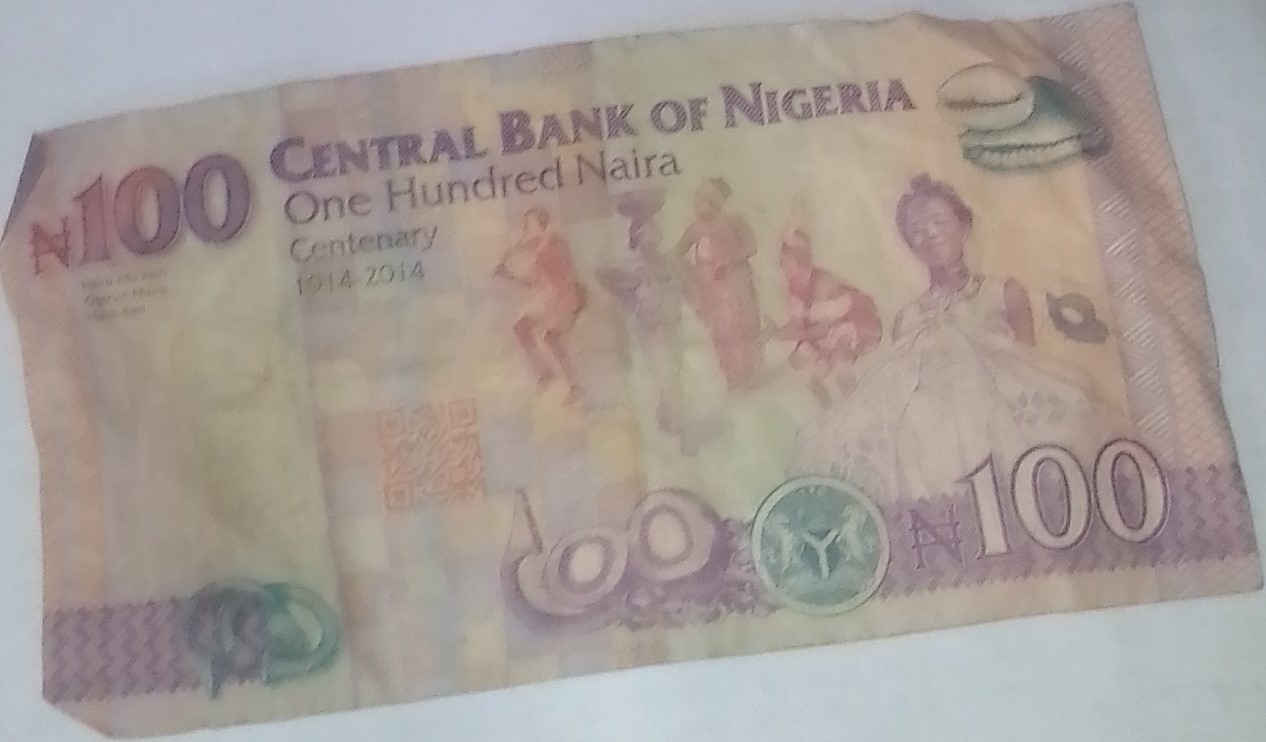 ₦100
CENTRAL BANK OF NIGERIA
One Hundred Naira
Centenary
1914-2014
₦100